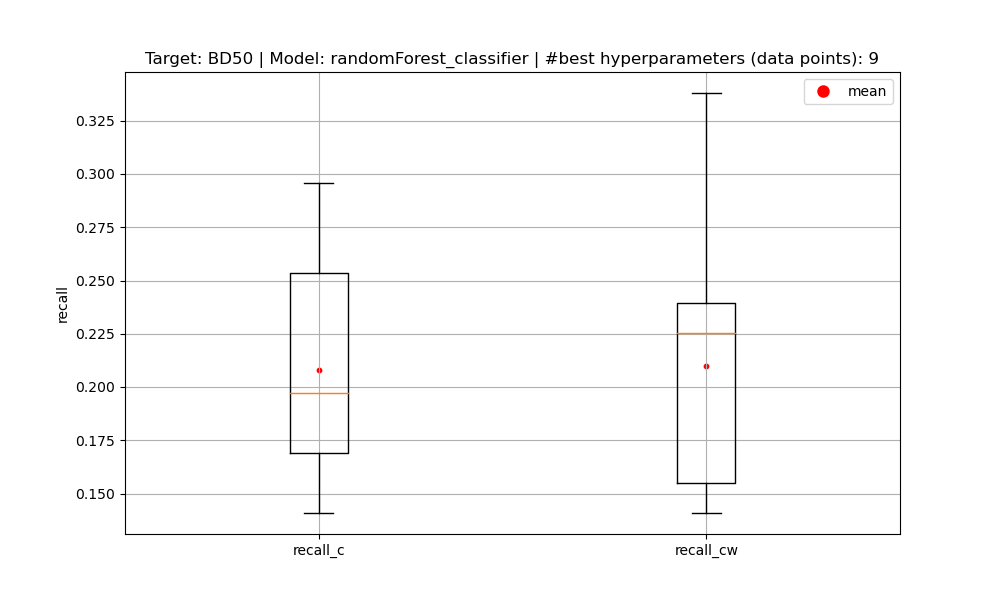 Target: BD50 | Model: randomForest_classifier | #best hyperparameters (data points): 9
mean
0.325
0.300
0.275
0.250
0.225
0.200
0.175
0.150
recall
recall_c
recall_cw